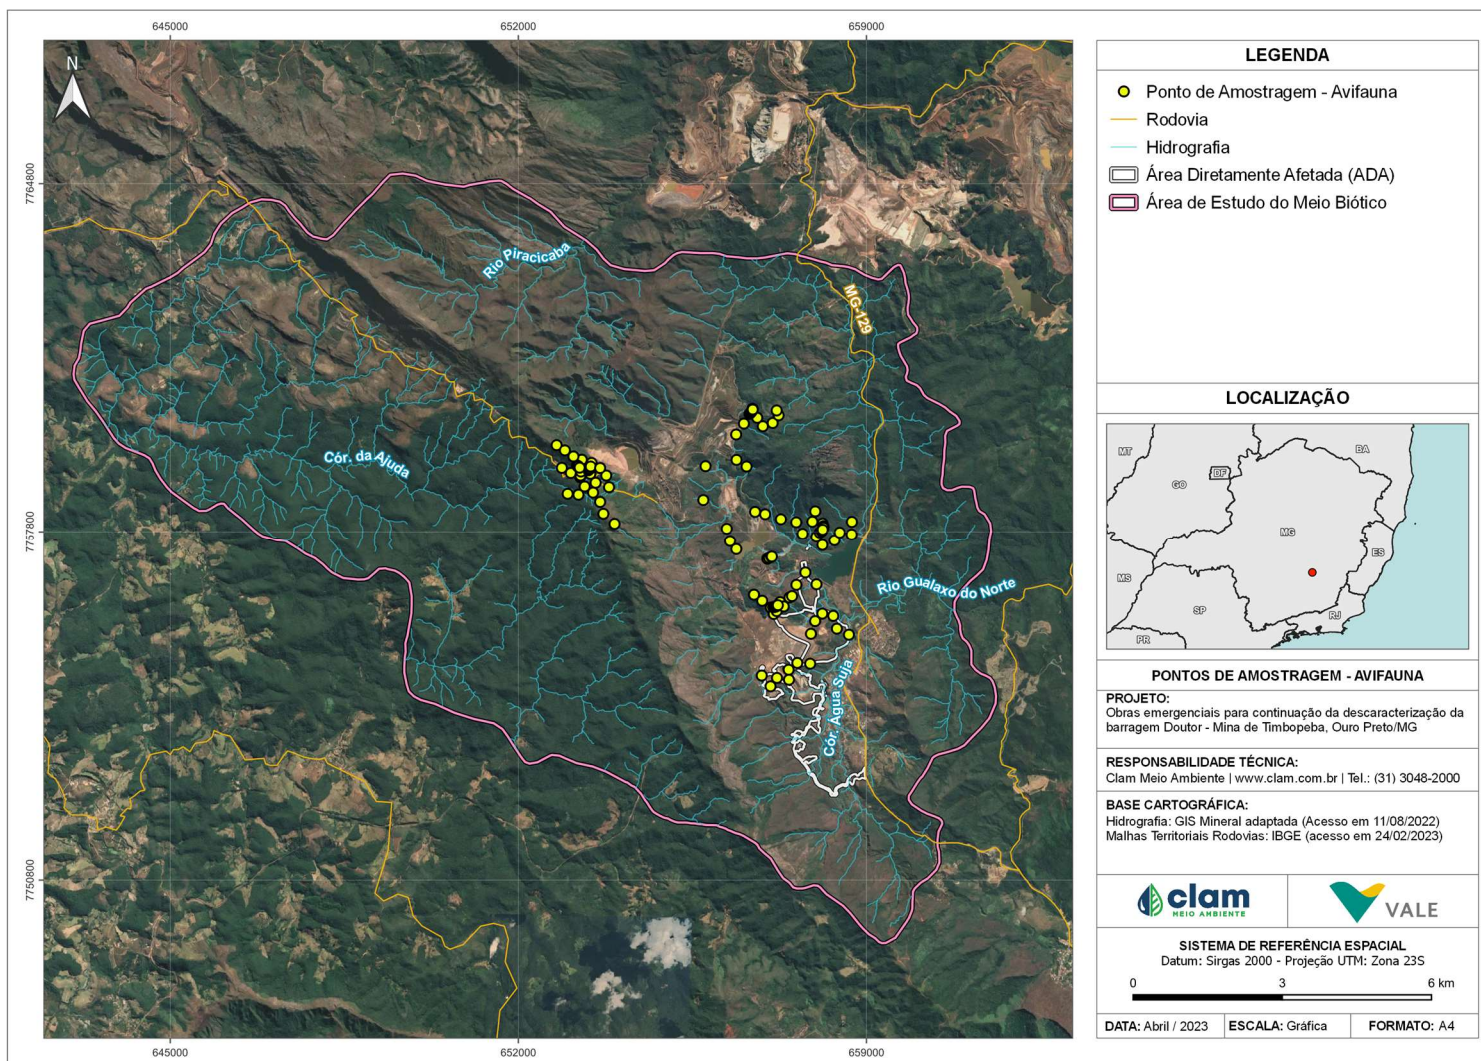 645000
652000
659000
N
7764800
7757800
7750800
Rio Piracicaba
MG-129
Cór. da Ajuda
Rio Gualaxo do Norte
Cór. Água Suja
645000
652000
659000
LEGENDA
Ponto de Amostragem - Avifauna
Rodovia
Hidrografia
Área Diretamente Afetada (ADA)
Área de Estudo do Meio Biótico
LOCALIZAÇÃO
MT
BA
GO
DF
MG
ES
MS
SP
RJ
PR
PONTOS DE AMOSTRAGEM - AVIFAUNA
PROJETO:
Obras emergenciais para continuação da descaracterização da
barragem Doutor - Mina de Timbopeba, Ouro Preto/MG
RESPONSABILIDADE TÉCNICA:
Clam Meio Ambiente | www.clam.com.br | Tel.: (31) 3048-2000
BASE CARTOGRÁFICA:
Hidrografia: GIS Mineral adaptada (Acesso em 11/08/2022)
Malhas Territoriais Rodovias: IBGE (acesso em 24/02/2023)
clam
MEIO AMBIENTE
VALE
SISTEMA DE REFERÊNCIA ESPACIAL
Datum: Sirgas 2000 - Projeção UTM: Zona 23S
0 3 6 km
DATA: Abril / 2023 ESCALA: Gráfica FORMATO: A4